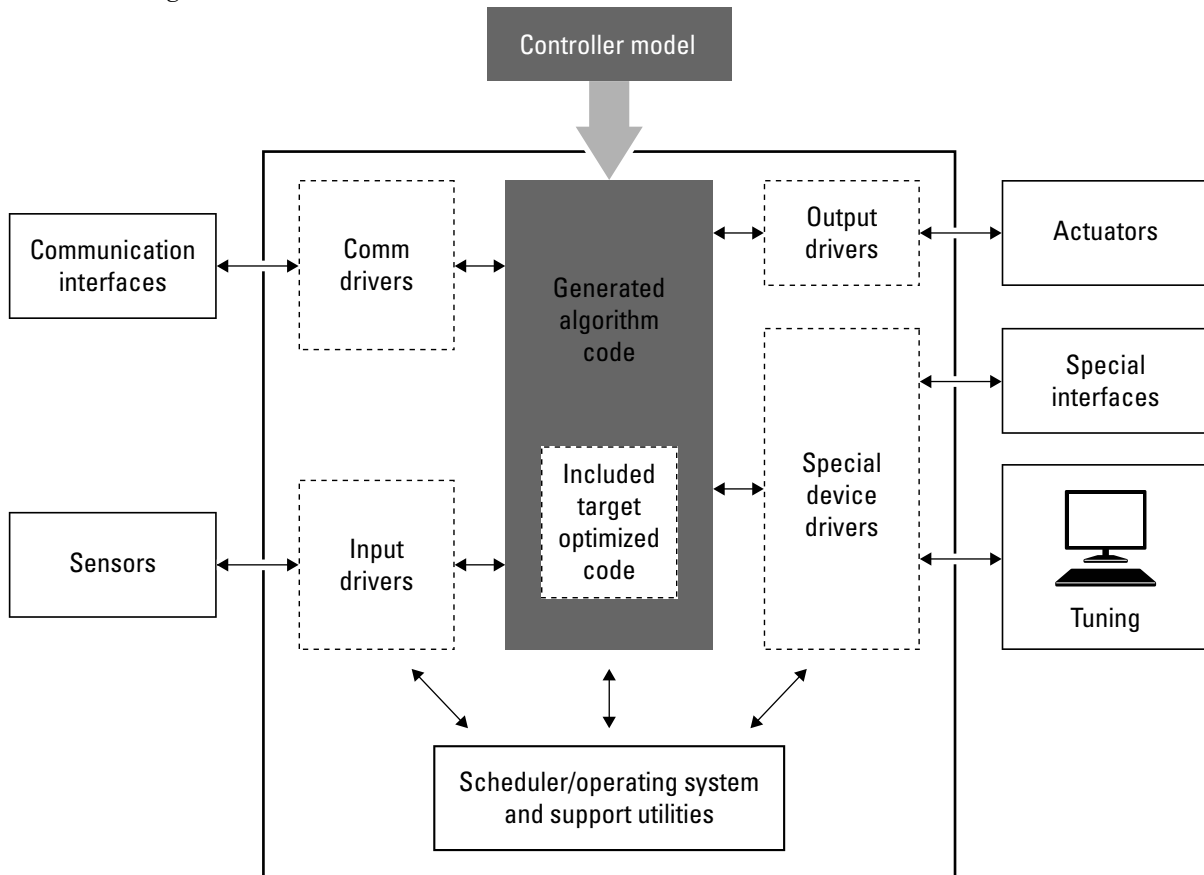 Controller model
Communication
interfaces
Comm
drivers
Generated
algorithm
code
Output
drivers
Actuators
Special
interfaces
Sensors
Input
drivers
Included
target
optimized
code
Special
device
drivers
Tuning
Scheduler/operating system
and support utilities